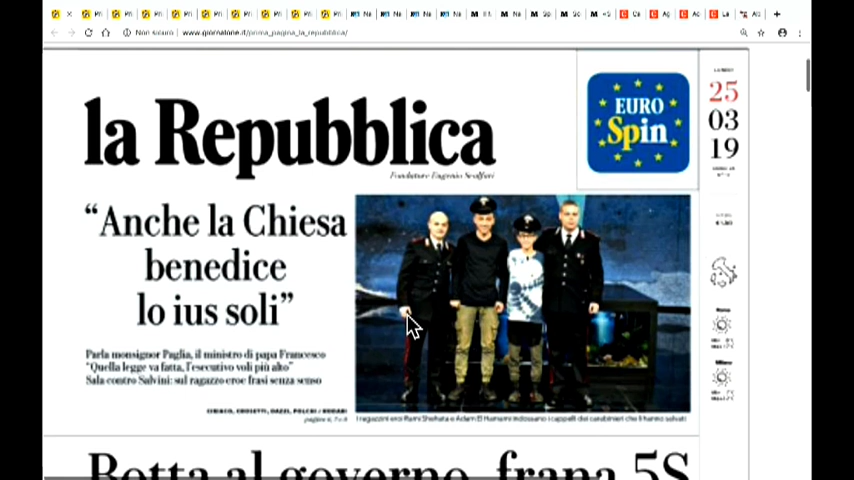 Non sicuro | www.giornalone.it/prima_pagina_la_repubblica/
la Repubblica
Fondatore Eugenio Scalfari
EURO
Spin
25
03
19
“Anche la Chiesa
benedice
lo ius soli”
Parla monsignor Paglia, il ministro di papa Francesco
“Quella legge va fatta, l'esecutivo voli più alto”
Sala contro Salvini: sul ragazzo eroe frasi senza senso
I ragazzini eroi Rami Shehata e Adam El Hamami indossano i cappelli dei carabinieri che li hanno salvati
Roma
Milano
Botta al governo, frana 5S